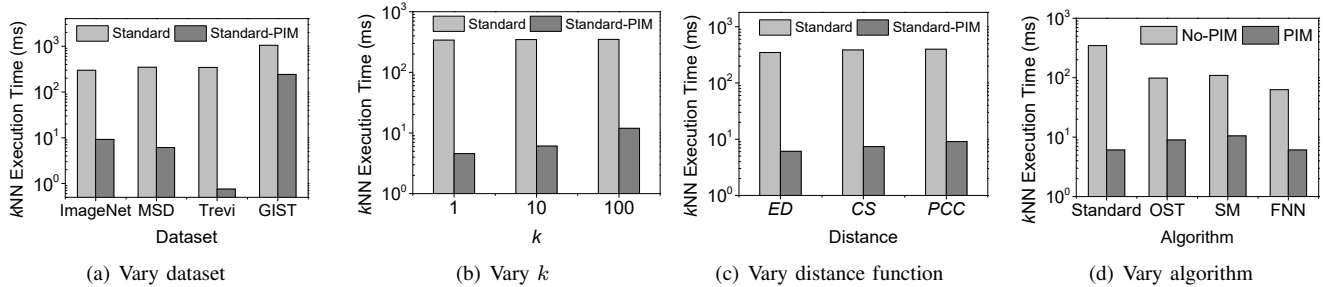 kNN Execution Time (ms)
10³
10²
10¹
10⁰
Standard Standard-PIM
ImageNet MSD Trevi GIST
Dataset
(a) Vary dataset
kNN Execution Time (ms)
10³
10²
10¹
10⁰
Standard Standard-PIM
1 10 100
k
(b) Vary k
kNN Execution Time (ms)
10³
10²
10¹
10⁰
Standard Standard-PIM
ED CS PCC
Distance
(c) Vary distance function
kNN Execution Time (ms)
10³
10²
10¹
10⁰
No-PIM PIM
Standard OST SM FNN
Algorithm
(d) Vary algorithm